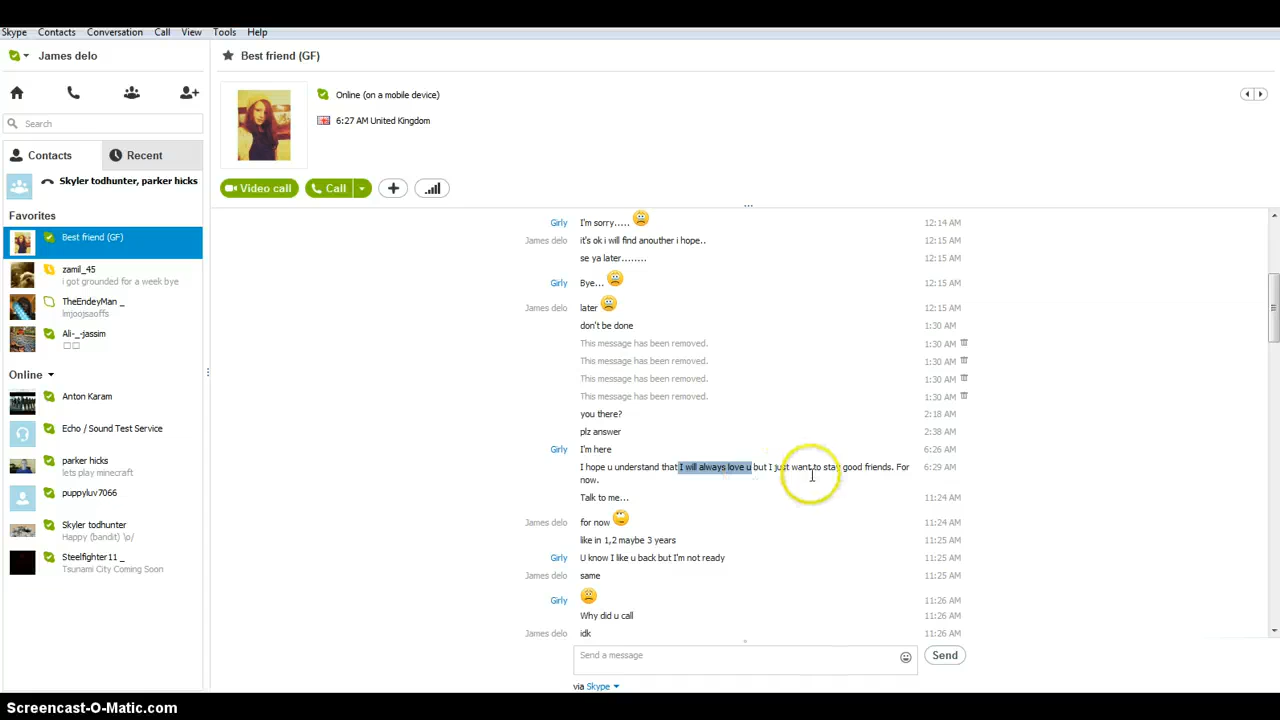 Skype Contacts Conversation Call View Tools Help
James delo
Search
Contacts Recent
Skyler todhunter, parker hicks
Favorites
Best friend (GF)
zamil_45
i got grounded for a week bye
TheEndeyMan _
lmjoojsaoffs
Ali-_-jassim
Online
Anton Karam
Echo / Sound Test Service
parker hicks
lets play minecraft
puppyluv7066
Skyler todhunter
Happy (bandit) \o/
Steelfighter11 _
Tsunami City Coming Soon
Best friend (GF)
Online (on a mobile device)
6:27 AM United Kingdom
Video call Call
Girly I'm sorry..... 12:14 AM
James delo it's ok i will find anouther i hope.. 12:15 AM
se ya later........ 12:15 AM
Girly Bye... 12:15 AM
James delo later 12:15 AM
don't be done 1:30 AM
This message has been removed. 1:30 AM
This message has been removed. 1:30 AM
This message has been removed. 1:30 AM
This message has been removed. 1:30 AM
you there? 2:18 AM
plz answer 2:38 AM
Girly I'm here 6:26 AM
I hope u understand that I will always love u but I just want to stay good friends. For 6:29 AM
now.
Talk to me... 11:24 AM
James delo for now 11:24 AM
like in 1,2 maybe 3 years 11:25 AM
Girly U know I like u back but I'm not ready 11:25 AM
James delo same 11:25 AM
Girly 11:26 AM
Why did u call 11:26 AM
James delo idk 11:26 AM
Send a message Send
via Skype
Screencast-O-Matic.com